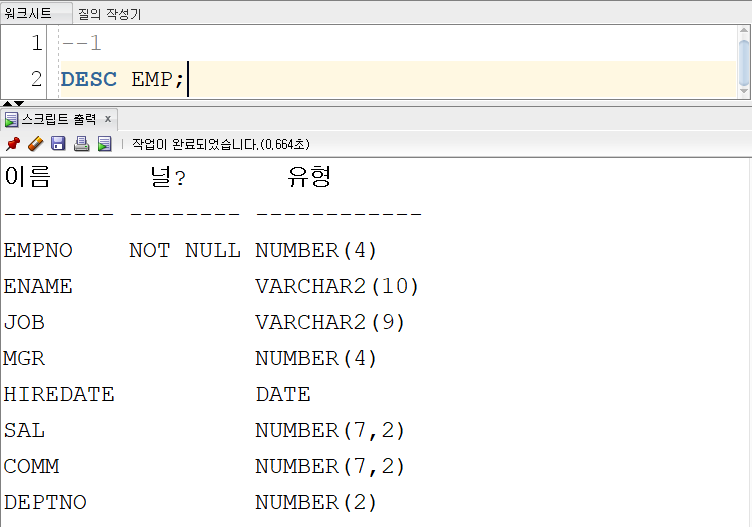 워크시트 질의 작성기
1 --1
2 DESC EMP;
스크립트 출력 x
작업이 완료되었습니다.(0,664초)
이름 널? 유형
-------- -------- ------------
EMPNO NOT NULL NUMBER(4)
ENAME VARCHAR2(10)
JOB VARCHAR2(9)
MGR NUMBER(4)
HIREDATE DATE
SAL NUMBER(7,2)
COMM NUMBER(7,2)
DEPTNO NUMBER(2)